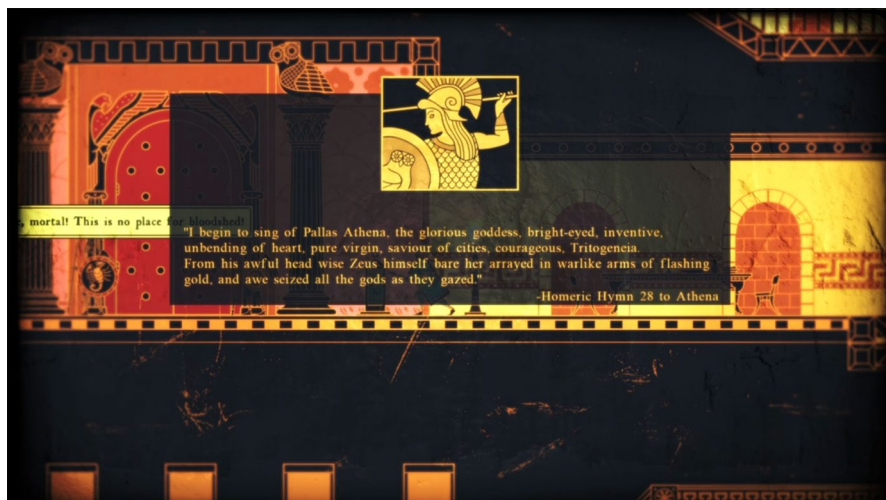 , mortal! This is no place for bloodshed!
"I begin to sing of Pallas Athena, the glorious goddess, bright-eyed, inventive,
unbending of heart, pure virgin, saviour of cities, courageous, Tritogeneia.
From his awful head wise Zeus himself bare her arrayed in warlike arms of flashing
gold, and awe seized all the gods as they gazed."
-Homeric Hymn 28 to Athena